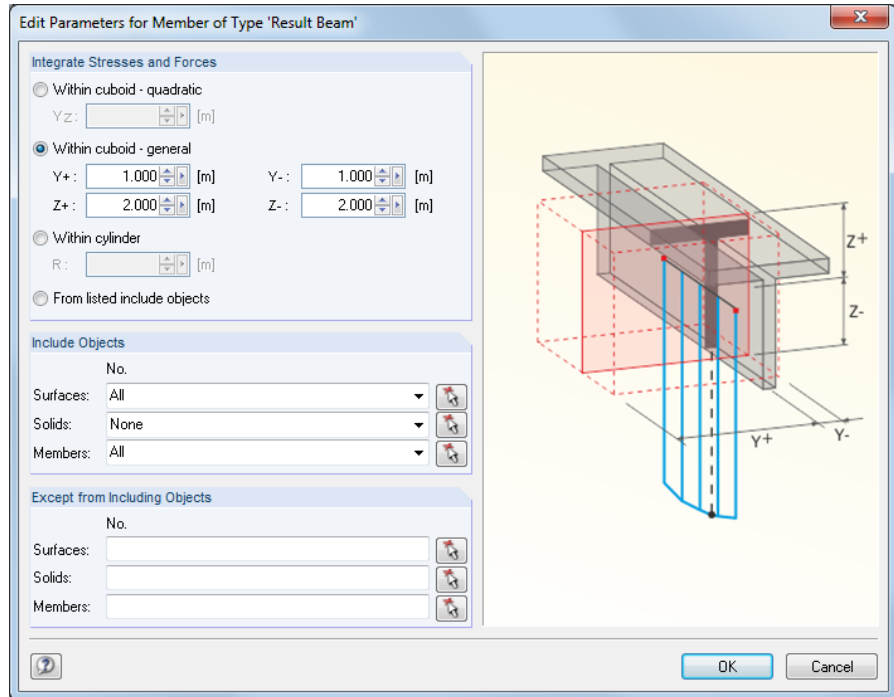 Edit Parameters for Member of Type 'Result Beam'
Integrate Stresses and Forces
Within cuboid - quadratic
Yz: [m]
Within cuboid - general
Y+: 1.000 [m] Y-: 1.000 [m]
Z+: 2.000 [m] Z-: 2.000 [m]
Within cylinder
R: [m]
From listed include objects
Include Objects
No.
Surfaces: All
Solids: None
Members: All
Except from Including Objects
No.
Surfaces:
Solids:
Members:
Z+
Z-
Y+
Y-
OK Cancel